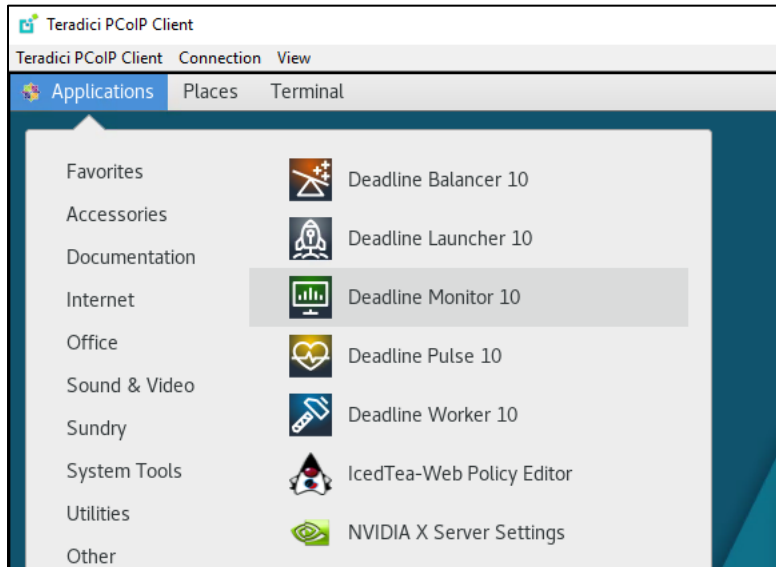 Teradici PCoIP Client
Teradici PCoIP Client Connection View
Applications Places Terminal
Favorites
Accessories
Documentation
Internet
Office
Sound & Video
Sundry
System Tools
Utilities
Other
Deadline Balancer 10
Deadline Launcher 10
Deadline Monitor 10
Deadline Pulse 10
Deadline Worker 10
IcedTea-Web Policy Editor
NVIDIA X Server Settings